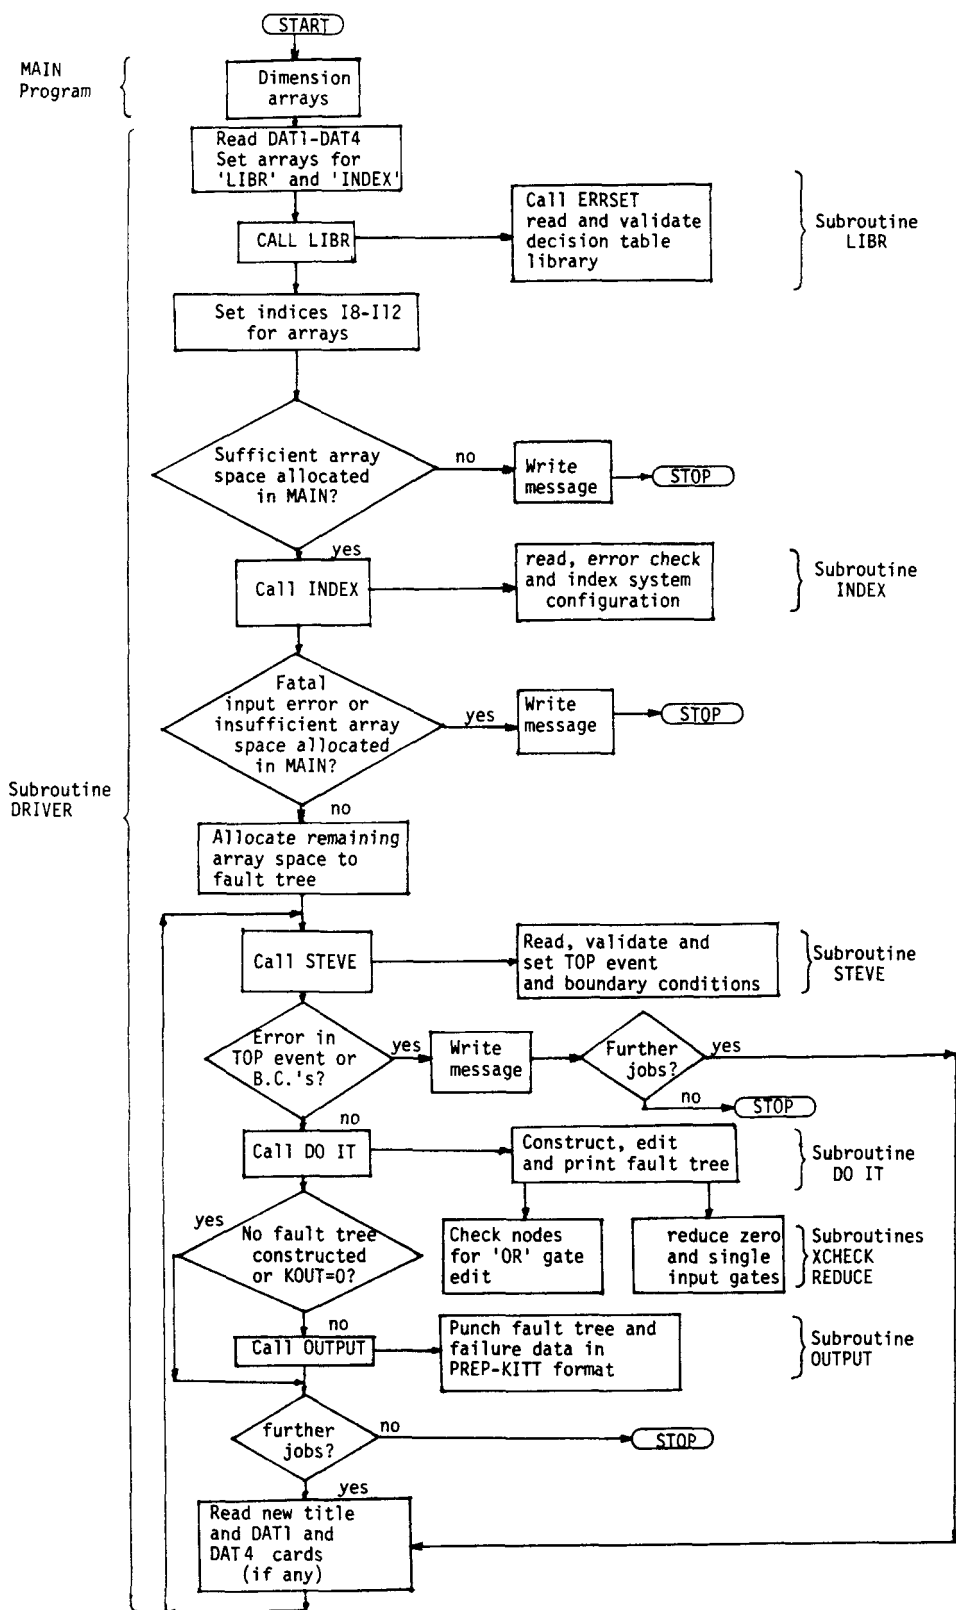 START
MAIN
Program
Dimension
arrays
Read DAT1-DAT4
Set arrays for
'LIBR' and 'INDEX'
CALL LIBR
Call ERRSET
read and validate
decision table
library
Subroutine
LIBR
Set indices I8-I12
for arrays
Sufficient array
space allocated
in MAIN?
no
Write
message
STOP
yes
Call INDEX
read, error check
and index system
configuration
Subroutine
INDEX
Fatal
input error or
insufficient array
space allocated
in MAIN?
yes
Write
message
STOP
no
Subroutine
DRIVER
Allocate remaining
array space to
fault tree
Call STEVE
Read, validate and
set TOP event
and boundary conditions
Subroutine
STEVE
Error in
TOP event or
B.C.'s?
yes
Write
message
Further
jobs?
yes
no
STOP
no
Call DO IT
Construct, edit
and print fault tree
Subroutine
DO IT
yes
No fault tree
constructed
or KOUT=0?
Check nodes
for 'OR' gate
edit
reduce zero
and single
input gates
Subroutines
XCHECK
REDUCE
no
Call OUTPUT
Punch fault tree and
failure data in
PREP-KITT format
Subroutine
OUTPUT
further
jobs?
no
STOP
yes
Read new title
and DAT1 and
DAT4 cards
(if any)